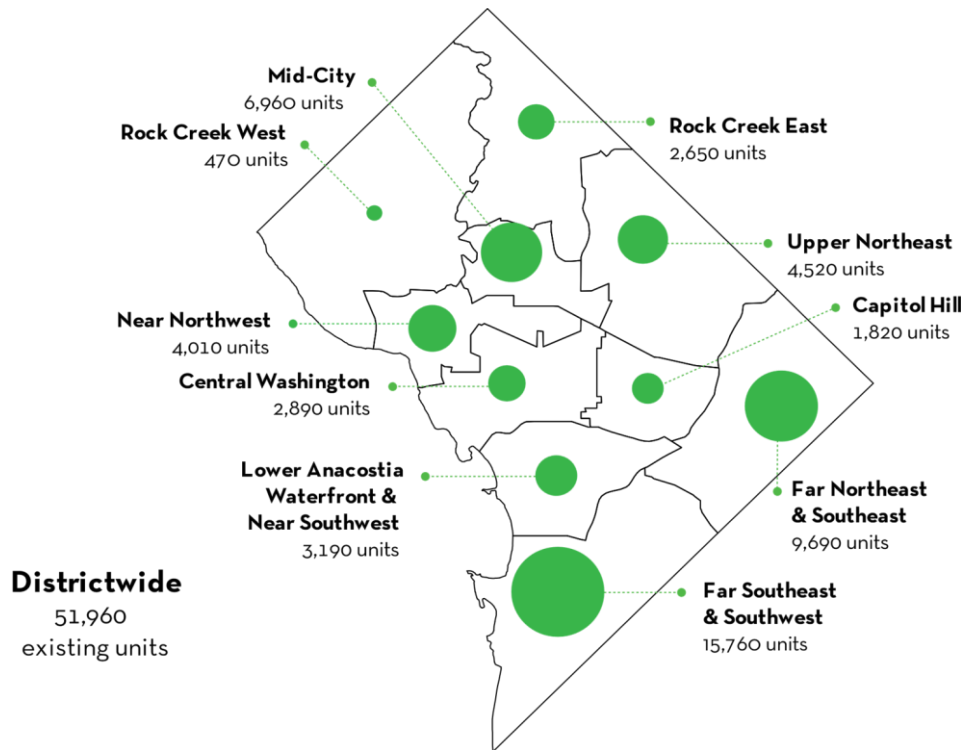 Mid-City
6,960 units
Rock Creek West
470 units
Rock Creek East
2,650 units
Upper Northeast
4,520 units
Near Northwest
4,010 units
Capitol Hill
1,820 units
Central Washington
2,890 units
Lower Anacostia
Waterfront &
Near Southwest
3,190 units
Far Northeast
& Southeast
9,690 units
Districtwide
51,960
existing units
Far Southeast
& Southwest
15,760 units